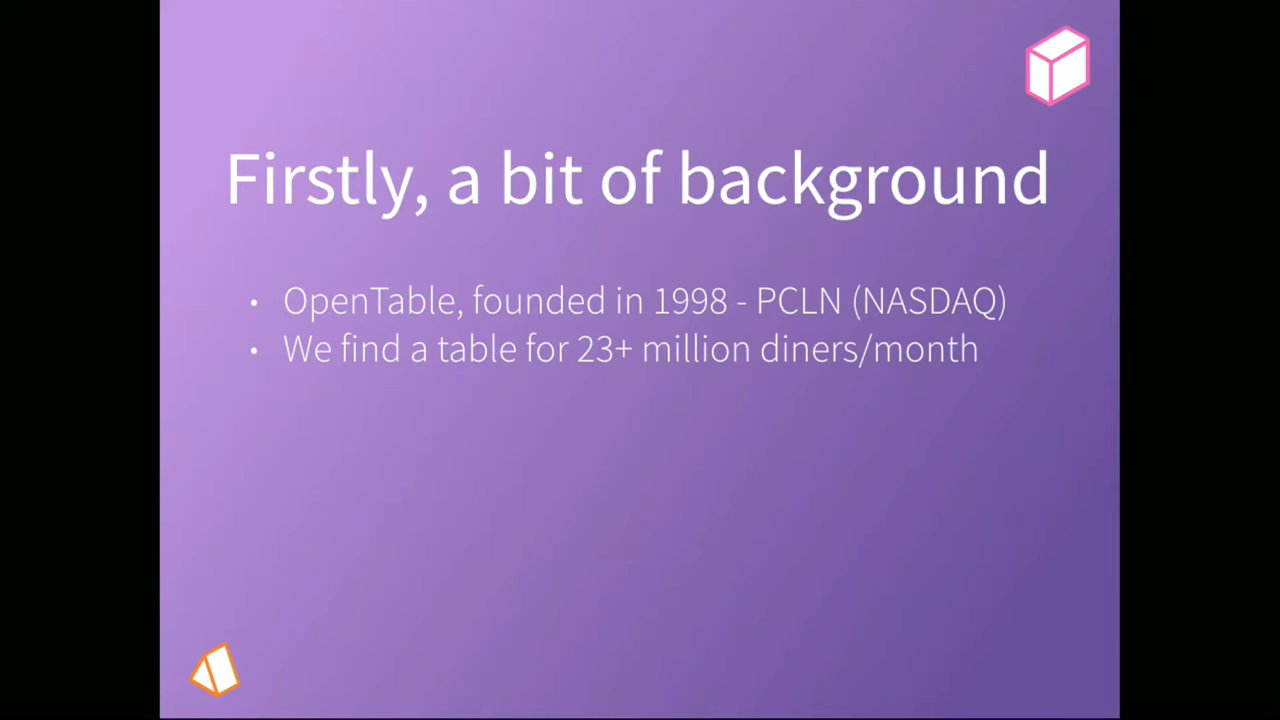 Firstly, a bit of background
• OpenTable, founded in 1998 - PCLN (NASDAQ)
• We find a table for 23+ million diners/month